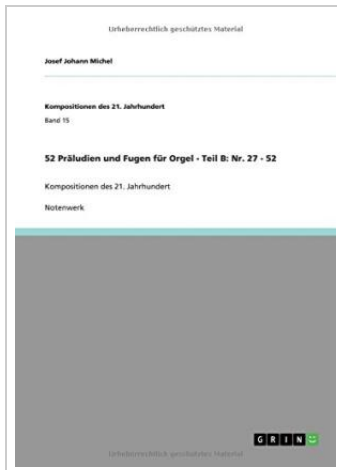 Urheberrechtlich geschütztes Material
Josef Johann Michel
Kompositionen des 21. Jahrhundert
Band 15
52 Präludien und Fugen für Orgel - Teil B: Nr. 27 - 52
Kompositionen des 21. Jahrhundert
Notenwerk
GRIN
Urheberrechtlich geschütztes Material